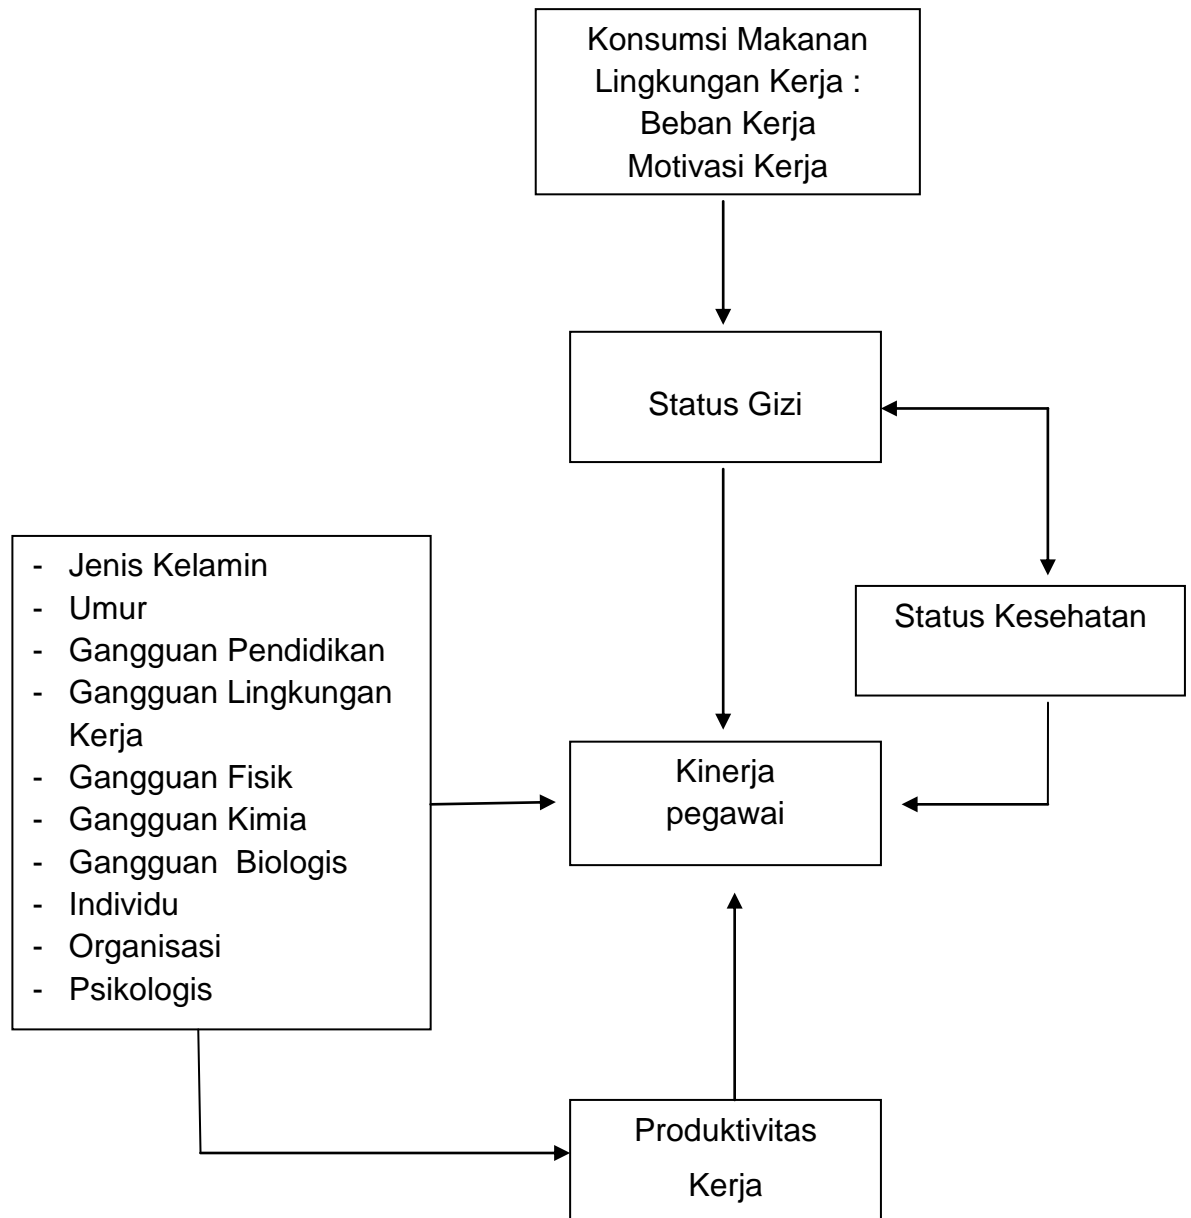 Konsumsi Makanan
Lingkungan Kerja :
Beban Kerja
Motivasi Kerja
Status Gizi
- Jenis Kelamin
- Umur
- Gangguan Pendidikan
- Gangguan Lingkungan
Kerja
- Gangguan Fisik
- Gangguan Kimia
- Gangguan  Biologis
- Individu
- Organisasi
- Psikologis
Status Kesehatan
Kinerja
pegawai
Produktivitas
Kerja